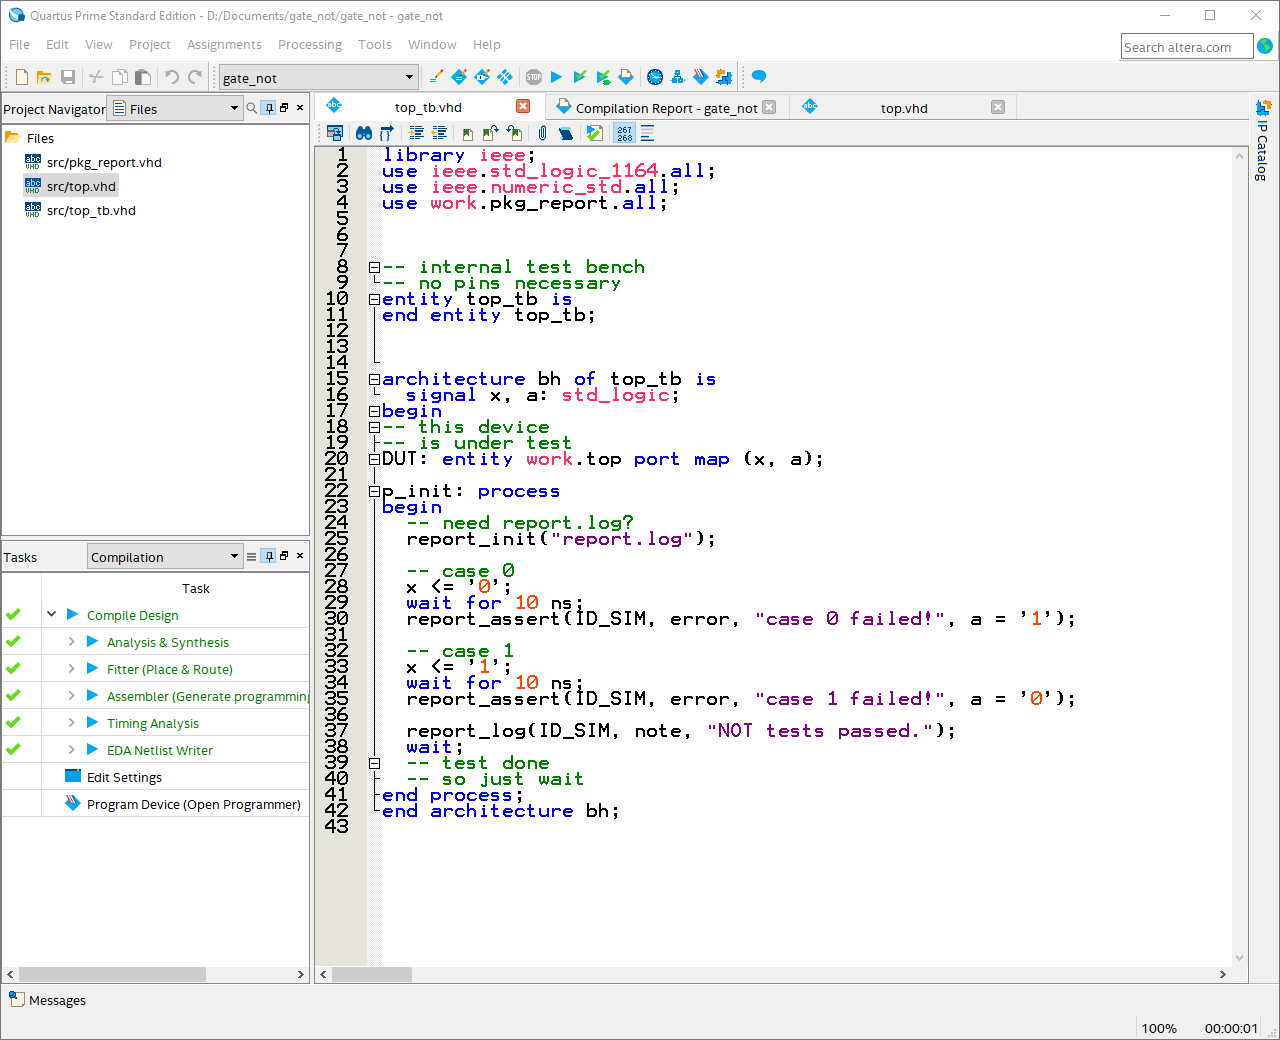 Quartus Prime Standard Edition - D:/Documents/gate_not/gate_not - gate_not
File Edit View Project Assignments Processing Tools Window Help
Search altera.com
gate_not
STOP
Project Navigator Files
Files
src/pkg_report.vhd
src/top.vhd
src/top_tb.vhd
Tasks Compilation
Task
Compile Design
Analysis & Synthesis
Fitter (Place & Route)
Assembler (Generate programming
Timing Analysis
EDA Netlist Writer
Edit Settings
Program Device (Open Programmer)
top_tb.vhd Compilation Report - gate_not top.vhd
267
268
1 library ieee;
2 use ieee.std_logic_1164.all;
3 use ieee.numeric_std.all;
4 use work.pkg_report.all;
5
6
7
8 -- internal test bench
9 -- no pins necessary
10 entity top_tb is
11 end entity top_tb;
12
13
14
15 architecture bh of top_tb is
16 signal x, a: std_logic;
17 begin
18 -- this device
19 -- is under test
20 DUT: entity work.top port map (x, a);
21
22 p_init: process
23 begin
24 -- need report.log?
25 report_init("report.log");
26
27 -- case 0
28 x <= '0';
29 wait for 10 ns;
30 report_assert(ID_SIM, error, "case 0 failed!", a = '1');
31
32 -- case 1
33 x <= '1';
34 wait for 10 ns;
35 report_assert(ID_SIM, error, "case 1 failed!", a = '0');
36
37 report_log(ID_SIM, note, "NOT tests passed.");
38 wait;
39 -- test done
40 -- so just wait
41 end process;
42 end architecture bh;
43
IP Catalog
Messages
100% 00:00:01